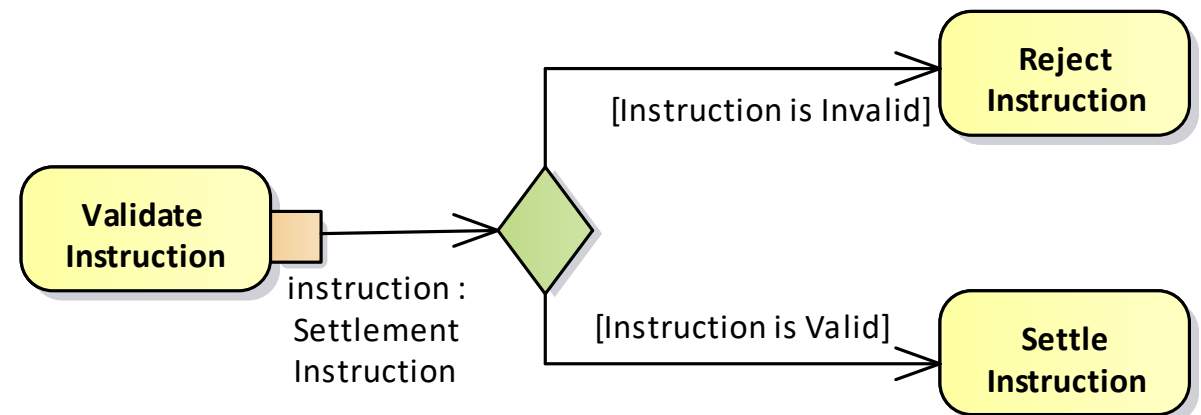 Validate
Instruction
instruction :
Settlement
Instruction
[Instruction is Invalid]
Reject
Instruction
[Instruction is Valid]
Settle
Instruction